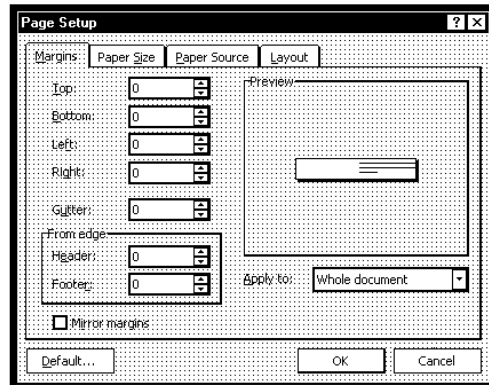 Page Setup
Margins Paper Size Paper Source Layout
Top: 0
Preview
Bottom: 0
Left: 0
Right: 0
Gutter: 0
From edge
Header: 0
Footer: 0
Apply to: Whole document
Mirror margins
Default... OK Cancel